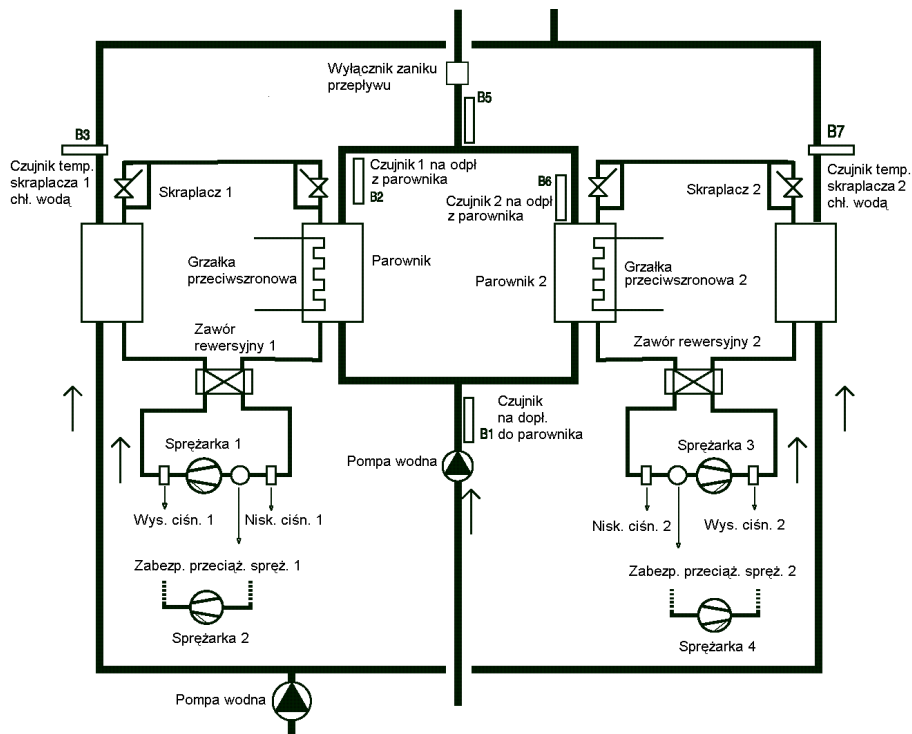 Wyłącznik zaniku
przepływu
B5
B3
Czujnik temp.
skraplacza 1
chł. wodą
Skraplacz 1
Czujnik 1 na odpł
z parownika
B2
B6
Czujnik 2 na odpł
z parownika
Skraplacz 2
B7
Czujnik temp.
skraplacza 2
chł. wodą
Grzałka
przeciwszronowa
Parownik
Parownik 2
Grzałka
przeciwszronowa 2
Zawór
rewersyjny 1
Zawór rewersyjny 2
Czujnik
na dopł.
B1 do parownika
Sprężarka 1
Pompa wodna
Sprężarka 3
Wys. ciśn. 1
Nisk. ciśn. 1
Nisk. ciśn. 2
Wys. ciśn. 2
Zabezp. przeciąż. spręż. 1
Zabezp. przeciąż. spręż. 2
Sprężarka 2
Sprężarka 4
Pompa wodna